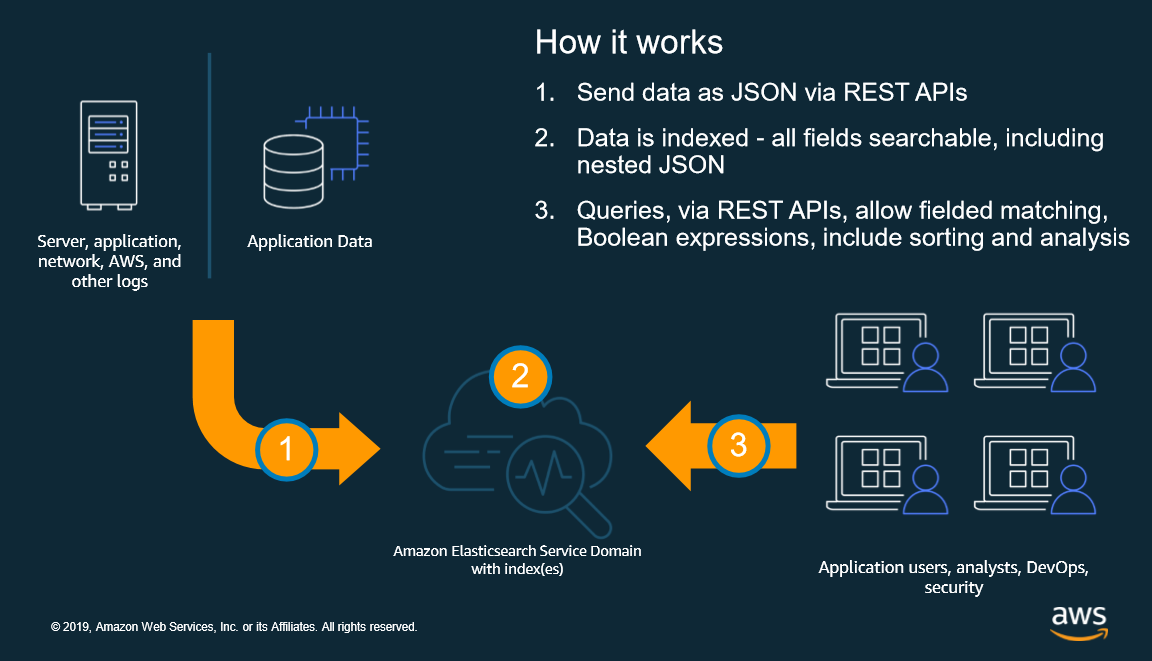 How it works
1. Send data as JSON via REST APIs
2. Data is indexed - all fields searchable, including
nested JSON
3. Queries, via REST APIs, allow fielded matching,
Boolean expressions, include sorting and analysis
Server, application,
network, AWS, and
other logs
Application Data
1
2
3
Amazon Elasticsearch Service Domain
with index(es)
Application users, analysts, DevOps,
security
© 2019, Amazon Web Services, Inc. or its Affiliates. All rights reserved.
aws